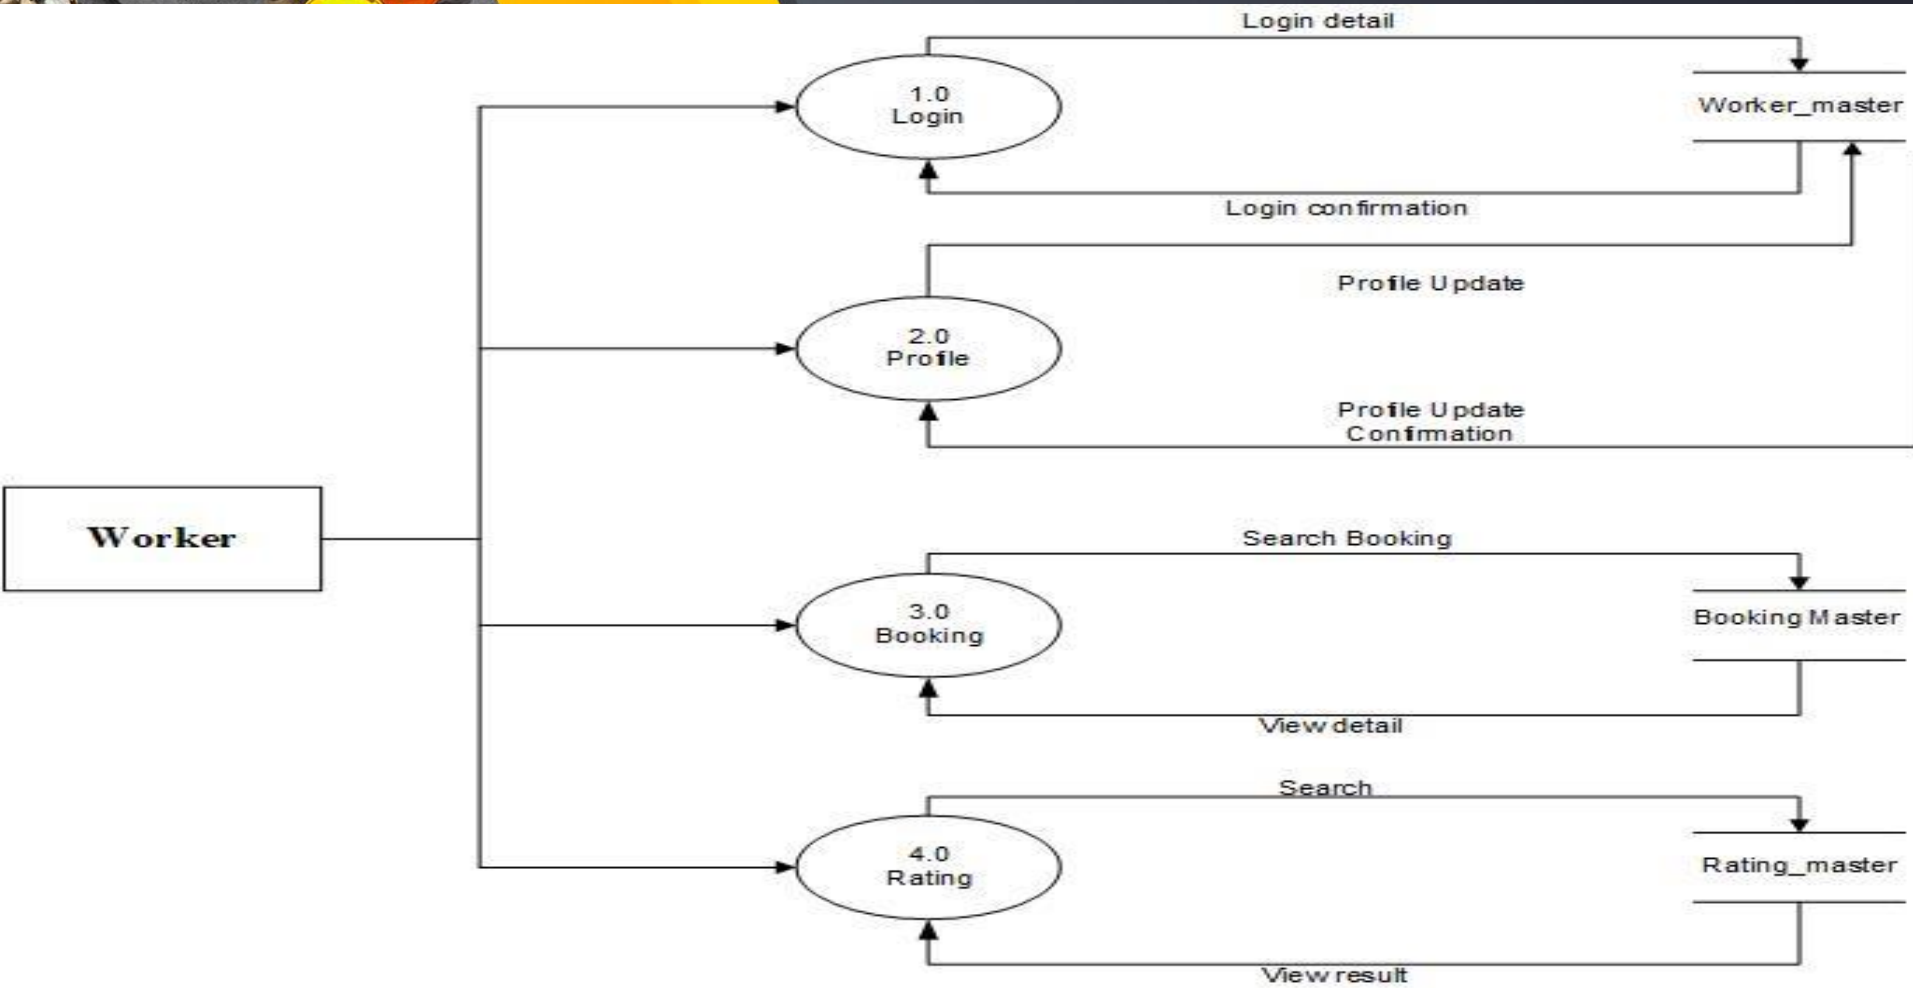 Login detail
1.0
Login
Worker_master
Login confirmation
Profile Update
2.0
Profile
Profile Update
Confirmation
Worker
Search Booking
3.0
Booking
Booking Master
View detail
Search
4.0
Rating
Rating_master
View result